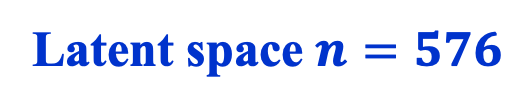 Latent space n = 576